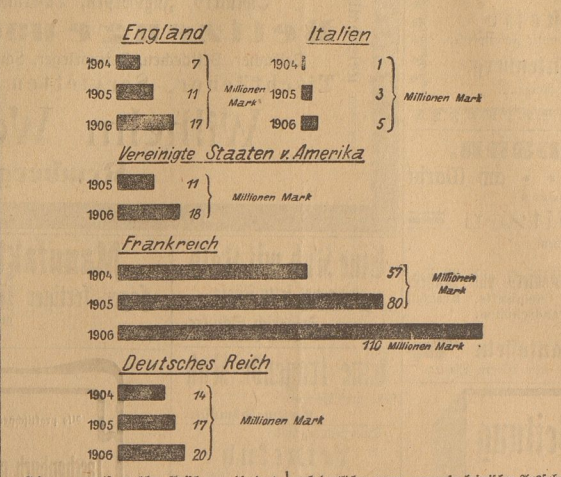 England
1904 7
1905 11
1906 17
Millionen
Mark
Italien
1904 1
1905 3
1906 5
Millionen Mark
Vereinigte Staaten v. Amerika
1905 11
1906 18
Millionen Mark
Frankreich
1904 57
1905 80
Millionen
Mark
1906
110 Millionen Mark
Deutsches Reich
1904 14
1905 17
1906 20
Millionen Mark